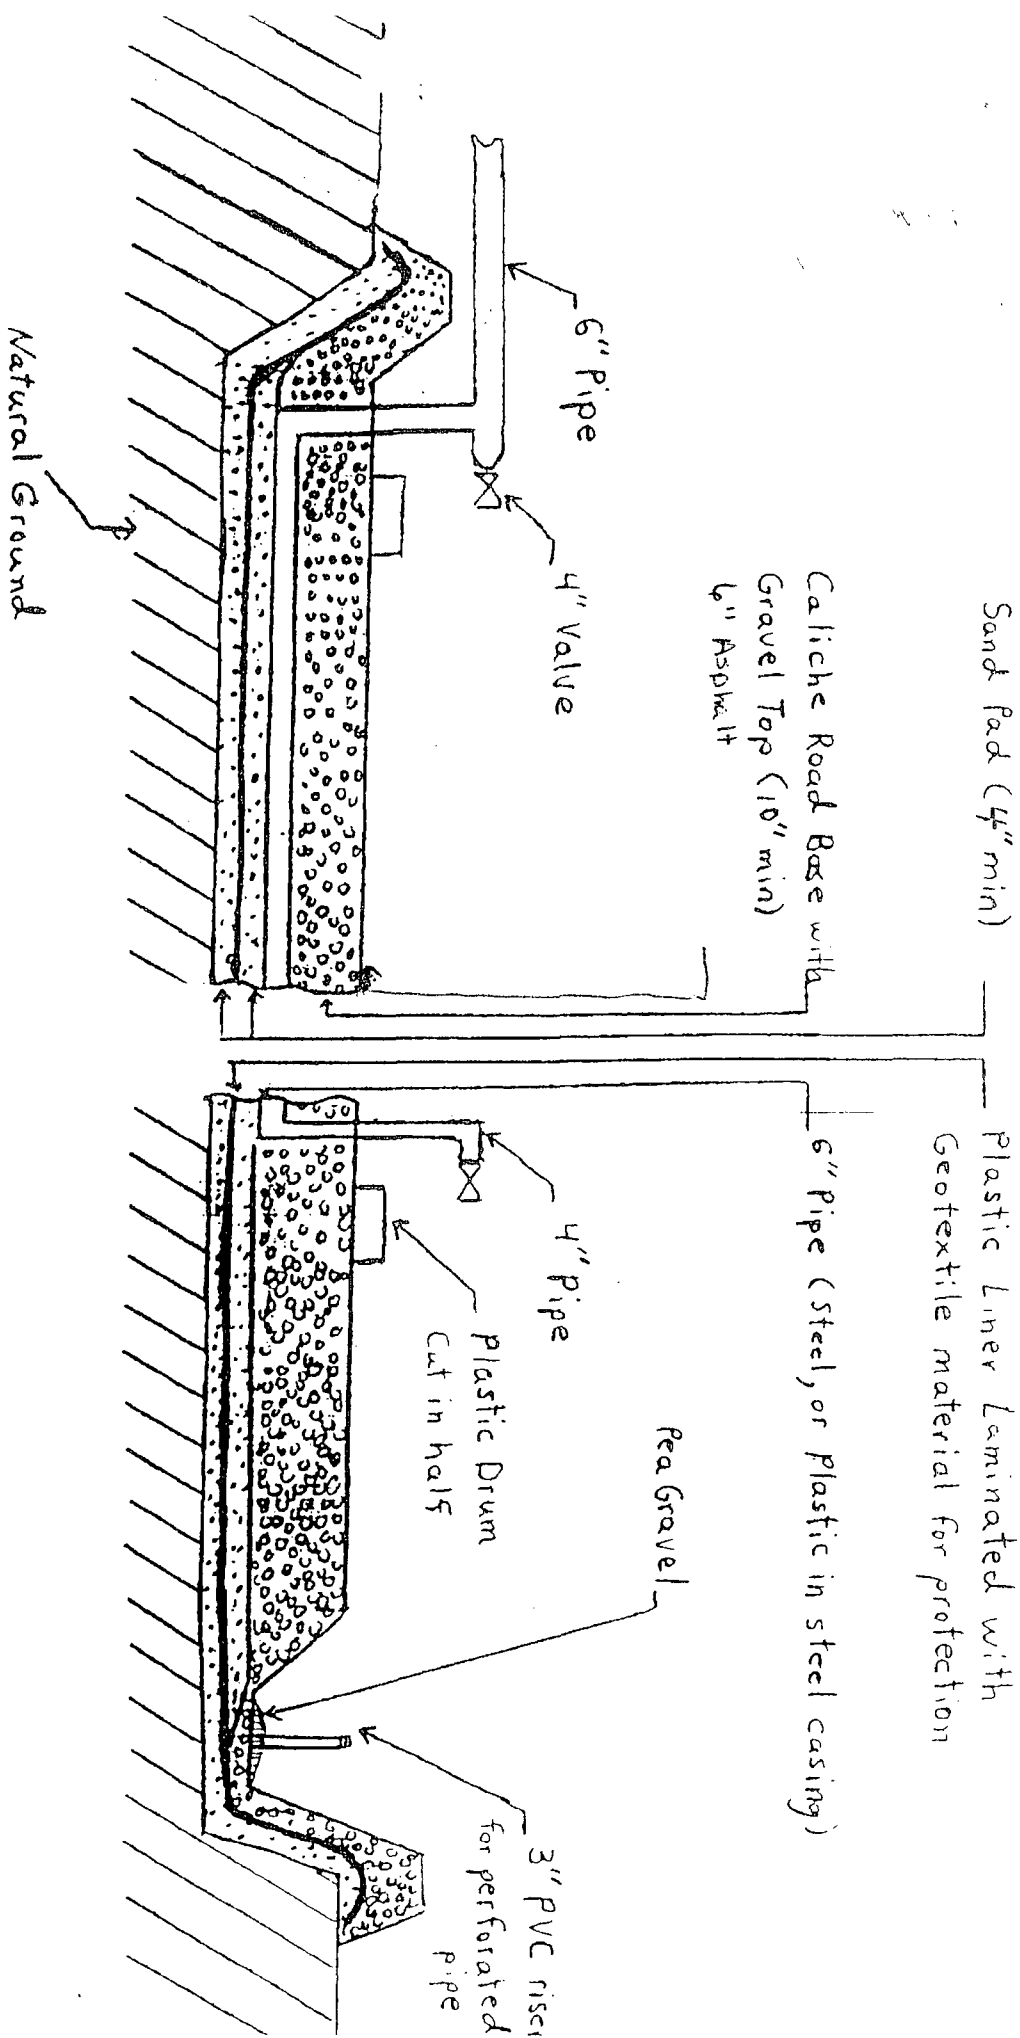 Sand Pad (4" min)
Caliche Road Base with
Gravel Top (10" min)
6" Asphalt
6" Pipe
4" Valve
Natural Ground
Plastic Liner Laminated with
Geotextile material for protection
6" Pipe (Steel, or plastic in steel casing)
Pea Gravel
4" Pipe
Plastic Drum
Cut in half
3" PVC riser
for perforated
pipe